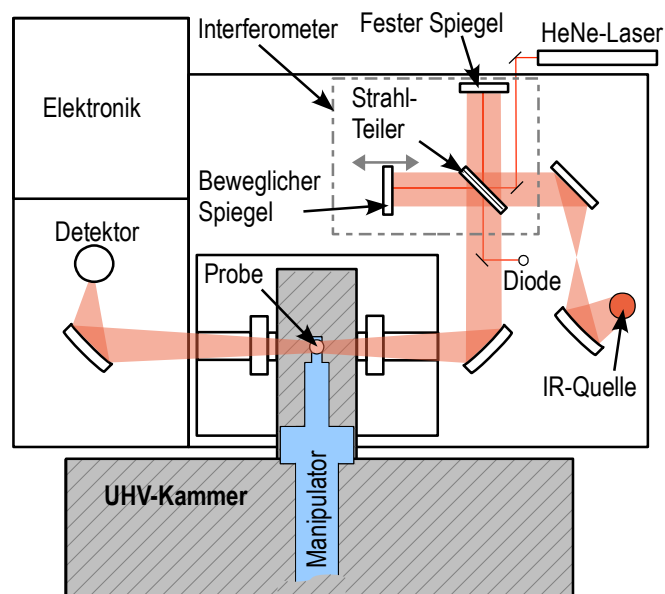 Fester Spiegel
HeNe-Laser
Interferometer
Strahl-
Teiler
Elektronik
Beweglicher
Spiegel
Detektor
Probe
Diode
IR-Quelle
Manipulator
UHV-Kammer